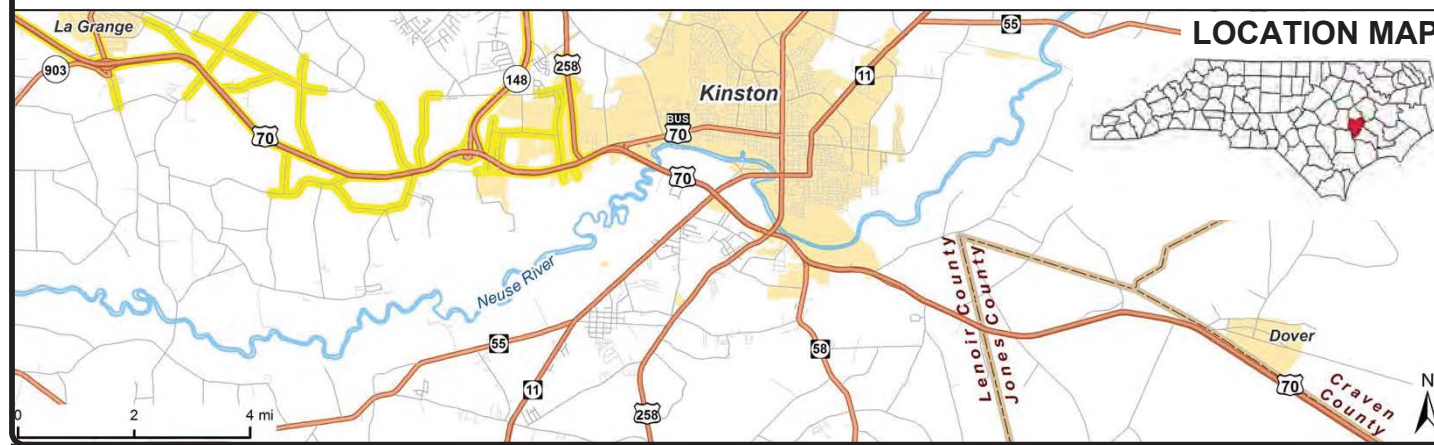 La Grange
903
70
148
258
Kinston
BUS
70
11
55
LOCATION MAP
70
Neuse River
55
11
258
58
Lenoir County
Jones County
Dover
70
Craven
County
0 2 4 mi
N